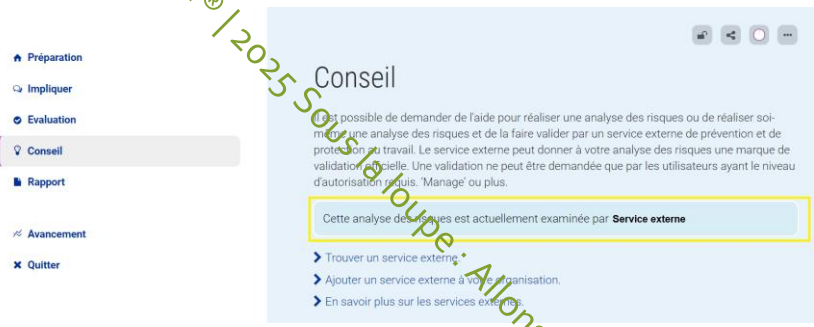 ® | 2025 Sous la loupe : Allons
Préparation
Impliquer
Evaluation
Conseil
Rapport
Avancement
Quitter
Conseil
Il est possible de demander de l'aide pour réaliser une analyse des risques ou de réaliser soi-
même une analyse des risques et de la faire valider par un service externe de prévention et de
protection au travail. Le service externe peut donner à votre analyse des risques une marque de
validation officielle. Une validation ne peut être demandée que par les utilisateurs ayant le niveau
d'autorisation requis. 'Manage' ou plus.
Cette analyse des risques est actuellement examinée par Service externe
Trouver un service externe.
Ajouter un service externe à votre organisation.
En savoir plus sur les services externes.